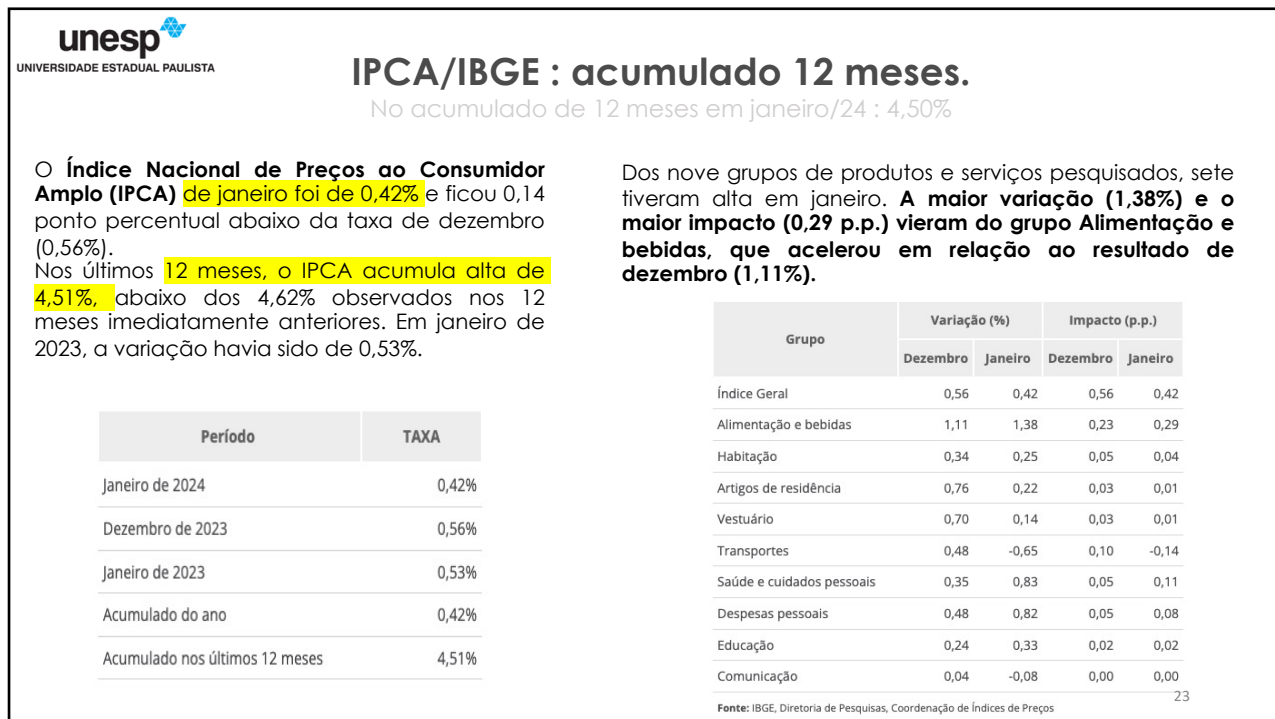 unesp
UNIVERSIDADE ESTADUAL PAULISTA
IPCA/IBGE : acumulado 12 meses.
No acumulado de 12 meses em janeiro/24 : 4,50%
O Índice Nacional de Preços ao Consumidor
Amplo (IPCA) de janeiro foi de 0,42% e ficou 0,14
ponto percentual abaixo da taxa de dezembro
(0,56%).
Nos últimos 12 meses, o IPCA acumula alta de
4,51%, abaixo dos 4,62% observados nos 12
meses imediatamente anteriores. Em janeiro de
2023, a variação havia sido de 0,53%.
Período TAXA
Janeiro de 2024 0,42%
Dezembro de 2023 0,56%
Janeiro de 2023 0,53%
Acumulado do ano 0,42%
Acumulado nos últimos 12 meses 4,51%
Dos nove grupos de produtos e serviços pesquisados, sete
tiveram alta em janeiro. A maior variação (1,38%) e o
maior impacto (0,29 p.p.) vieram do grupo Alimentação e
bebidas, que acelerou em relação ao resultado de
dezembro (1,11%).
Grupo Variação (%) Impacto (p.p.)
Dezembro Janeiro Dezembro Janeiro
Índice Geral 0,56 0,42 0,56 0,42
Alimentação e bebidas 1,11 1,38 0,23 0,29
Habitação 0,34 0,25 0,05 0,04
Artigos de residência 0,76 0,22 0,03 0,01
Vestuário 0,70 0,14 0,03 0,01
Transportes 0,48 -0,65 0,10 -0,14
Saúde e cuidados pessoais 0,35 0,83 0,05 0,11
Despesas pessoais 0,48 0,82 0,05 0,08
Educação 0,24 0,33 0,02 0,02
Comunicação 0,04 -0,08 0,00 0,00
Fonte: IBGE, Diretoria de Pesquisas, Coordenação de Índices de Preços
23